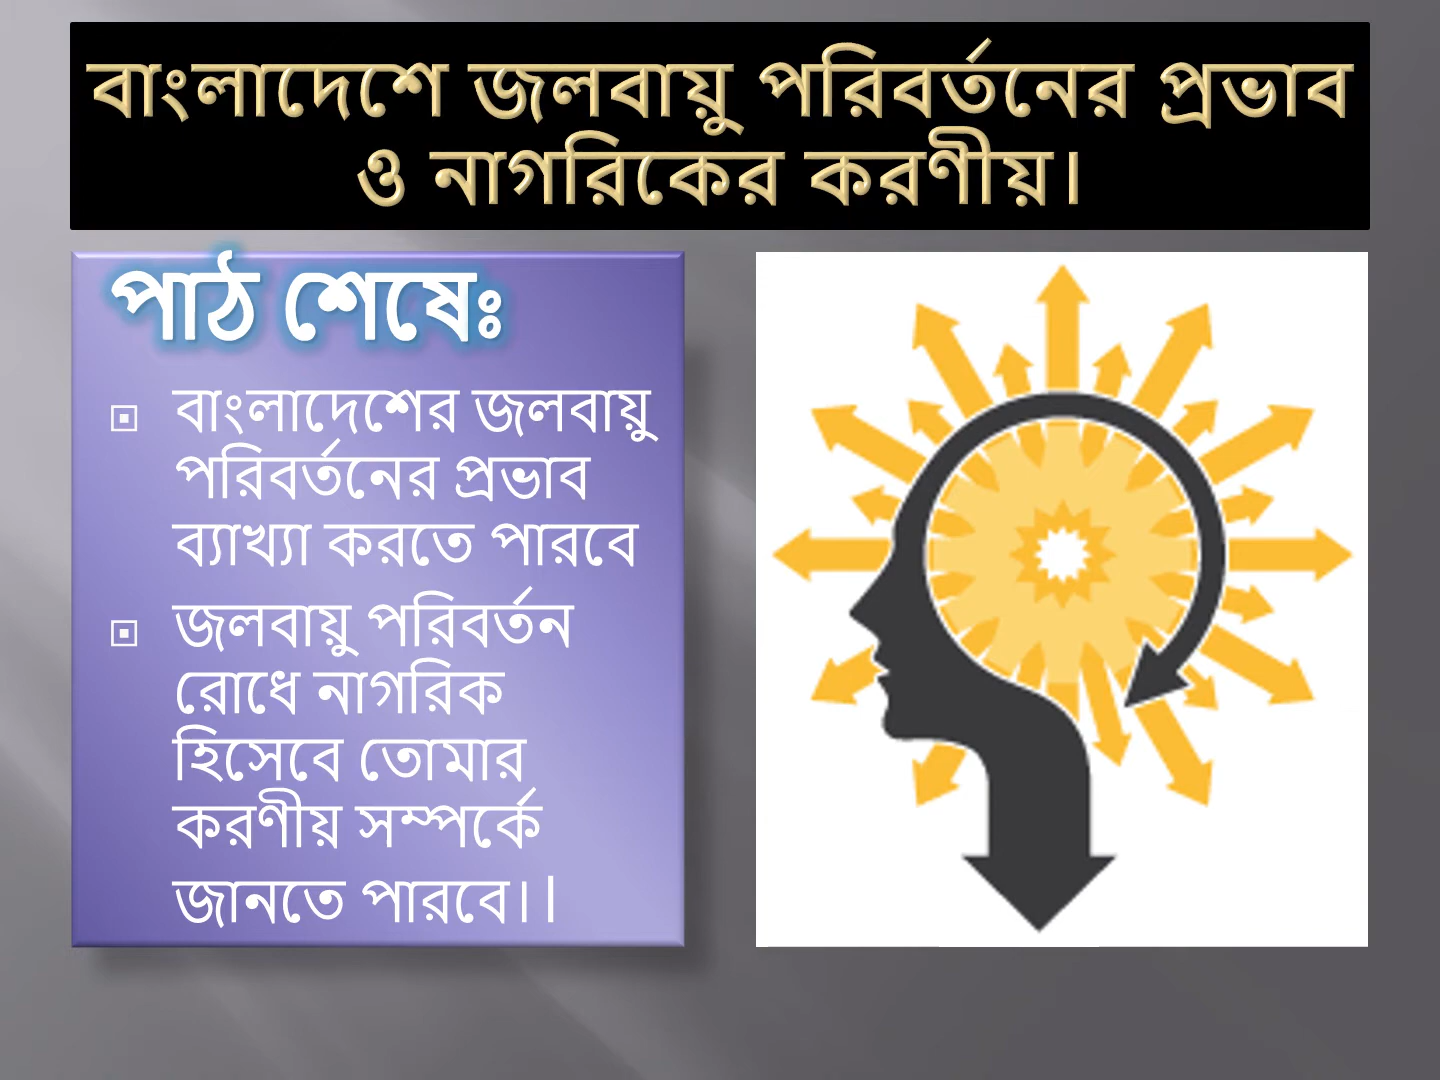 বাংলাদেশে জলবায়ু পরিবর্তনের প্রভাব
ও নাগরিকের করণীয়।
পাঠ শেষেঃ
বাংলাদেশের জলবায়ু
পরিবর্তনের প্রভাব
ব্যাখ্যা করতে পারবে
জলবায়ু পরিবর্তন
রোধে নাগরিক
হিসেবে তোমার
করণীয় সম্পর্কে
জানতে পারবে।।